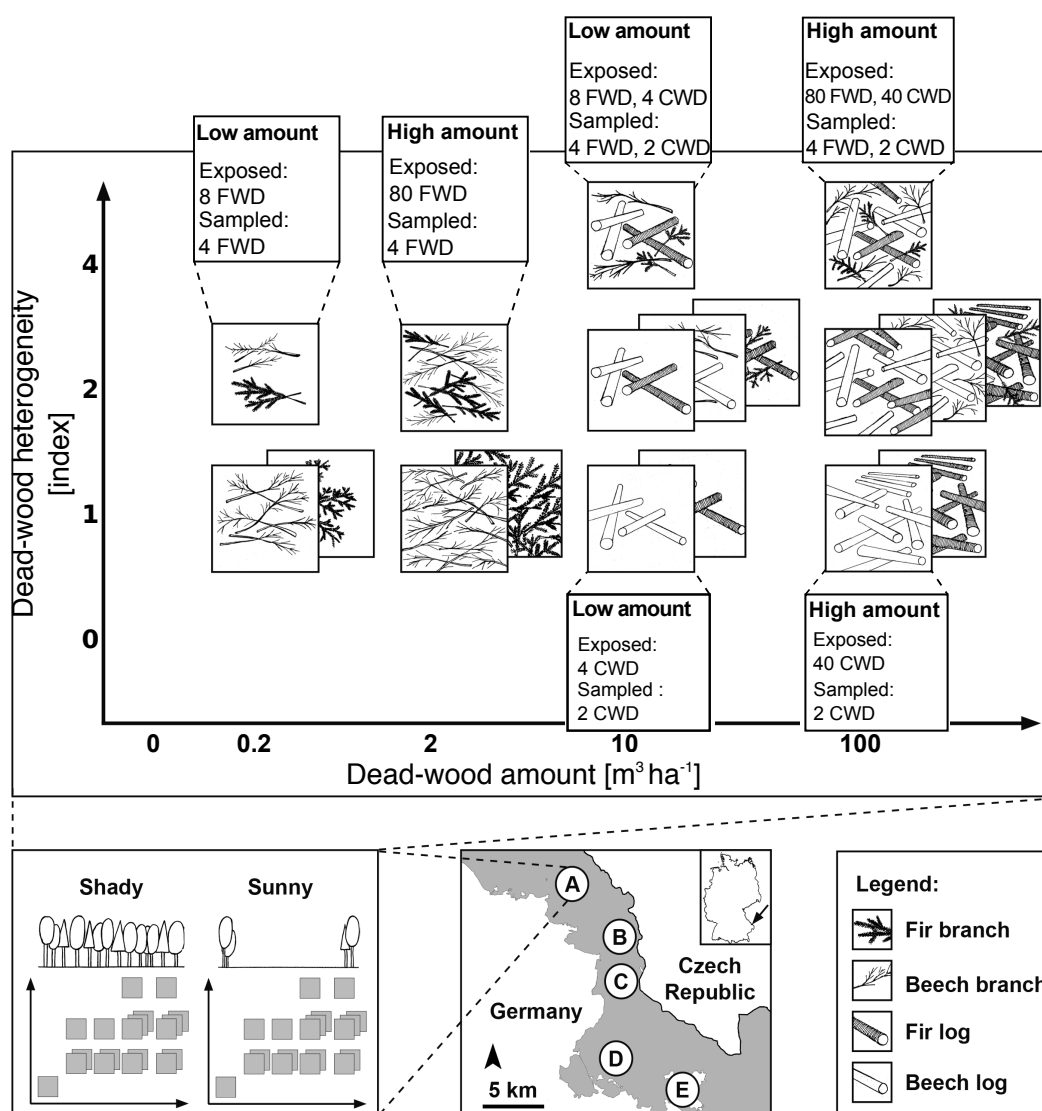 Low amount
Exposed:
8 FWD, 4 CWD
Sampled:
4 FWD, 2 CWD
High amount
Exposed:
80 FWD, 40 CWD
Sampled:
4 FWD, 2 CWD
Low amount
Exposed:
8 FWD
Sampled:
4 FWD
High amount
Exposed:
80 FWD
Sampled:
4 FWD
Dead-wood heterogeneity
[index]
4
2
1
0
Low amount
Exposed:
4 CWD
Sampled :
2 CWD
High amount
Exposed:
40 CWD
Sampled:
2 CWD
0 0.2 2 10 100
Dead-wood amount [m³ ha⁻¹]
Shady
Sunny
A
B
C
D
E
Czech
Republic
Germany
5 km
Legend:
Fir branch
Beech branch
Fir log
Beech log